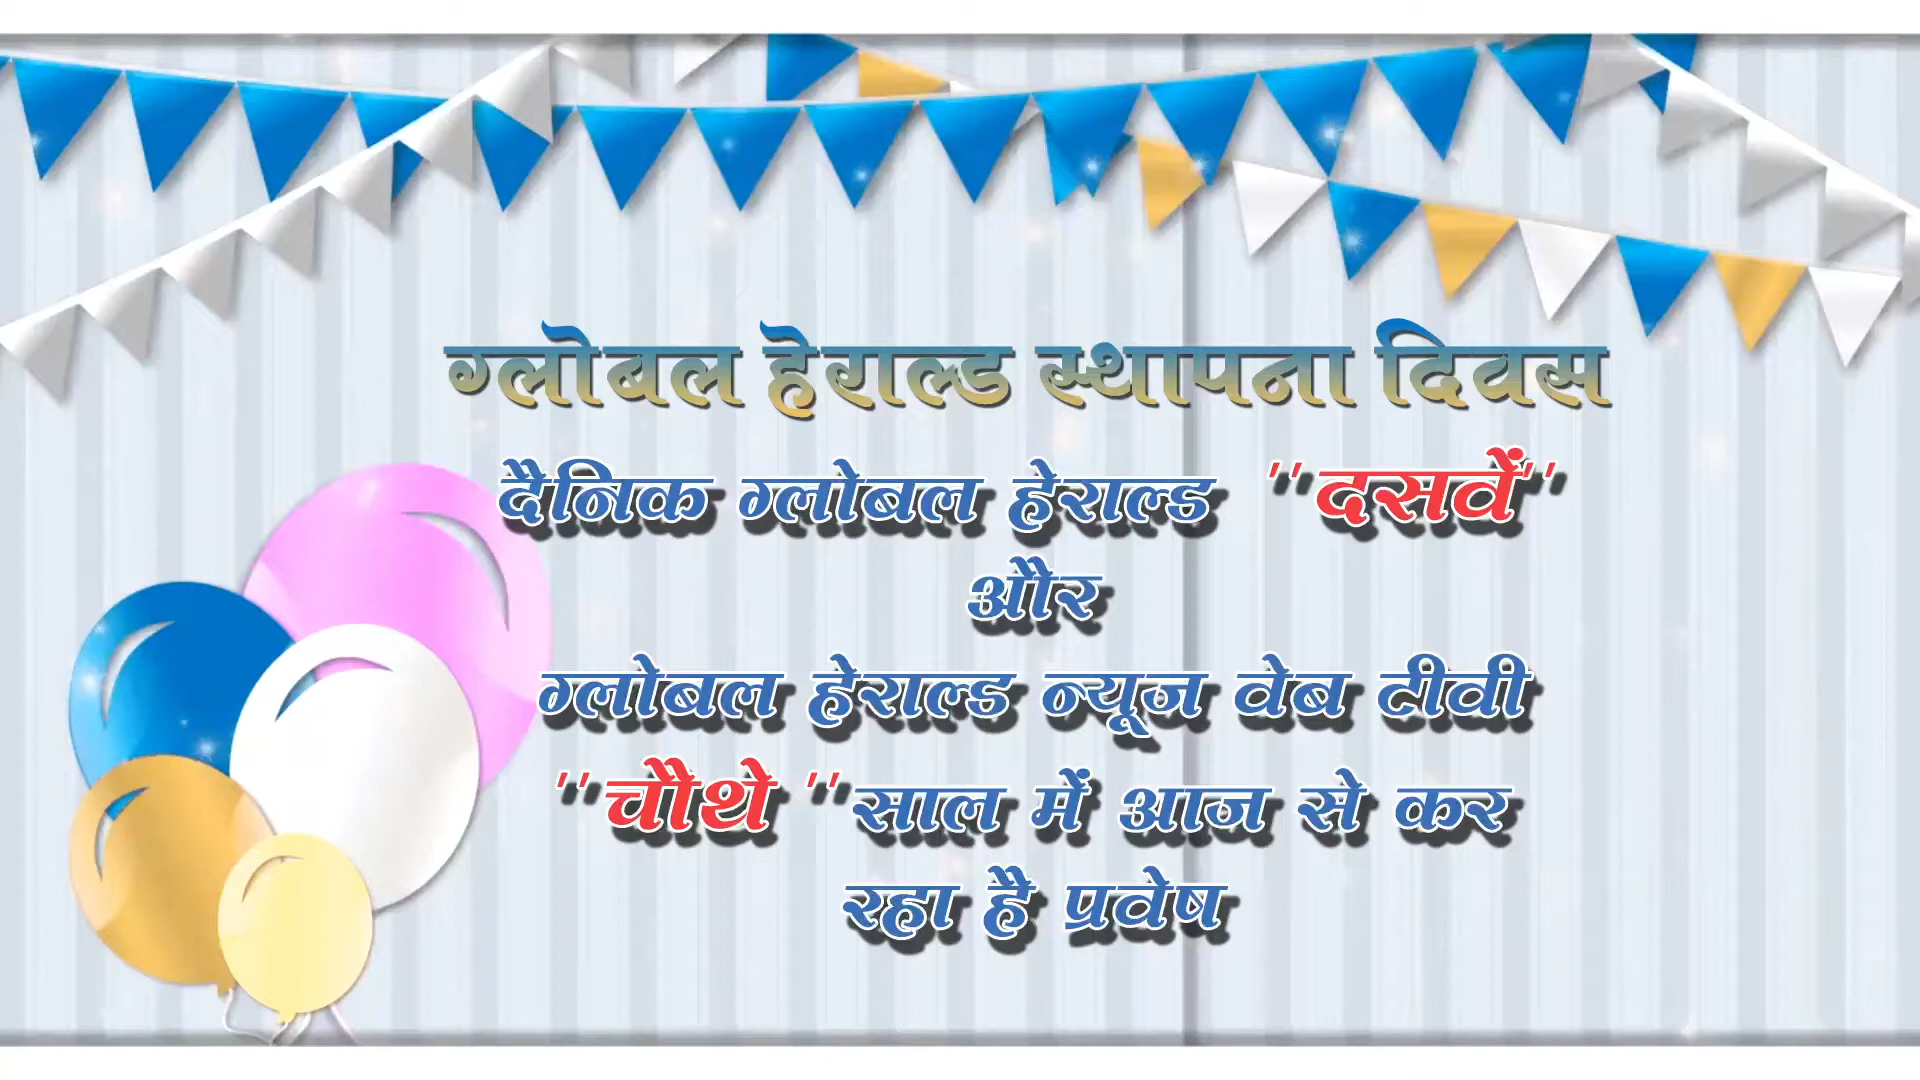 ग्लोबल हेराल्ड स्थापना दिवस
दैनिक ग्लोबल हेराल्ड "दसवें"
और
ग्लोबल हेराल्ड न्यूज वेब टीवी
"चौथे "साल में आज से कर
रहा है प्रवेष